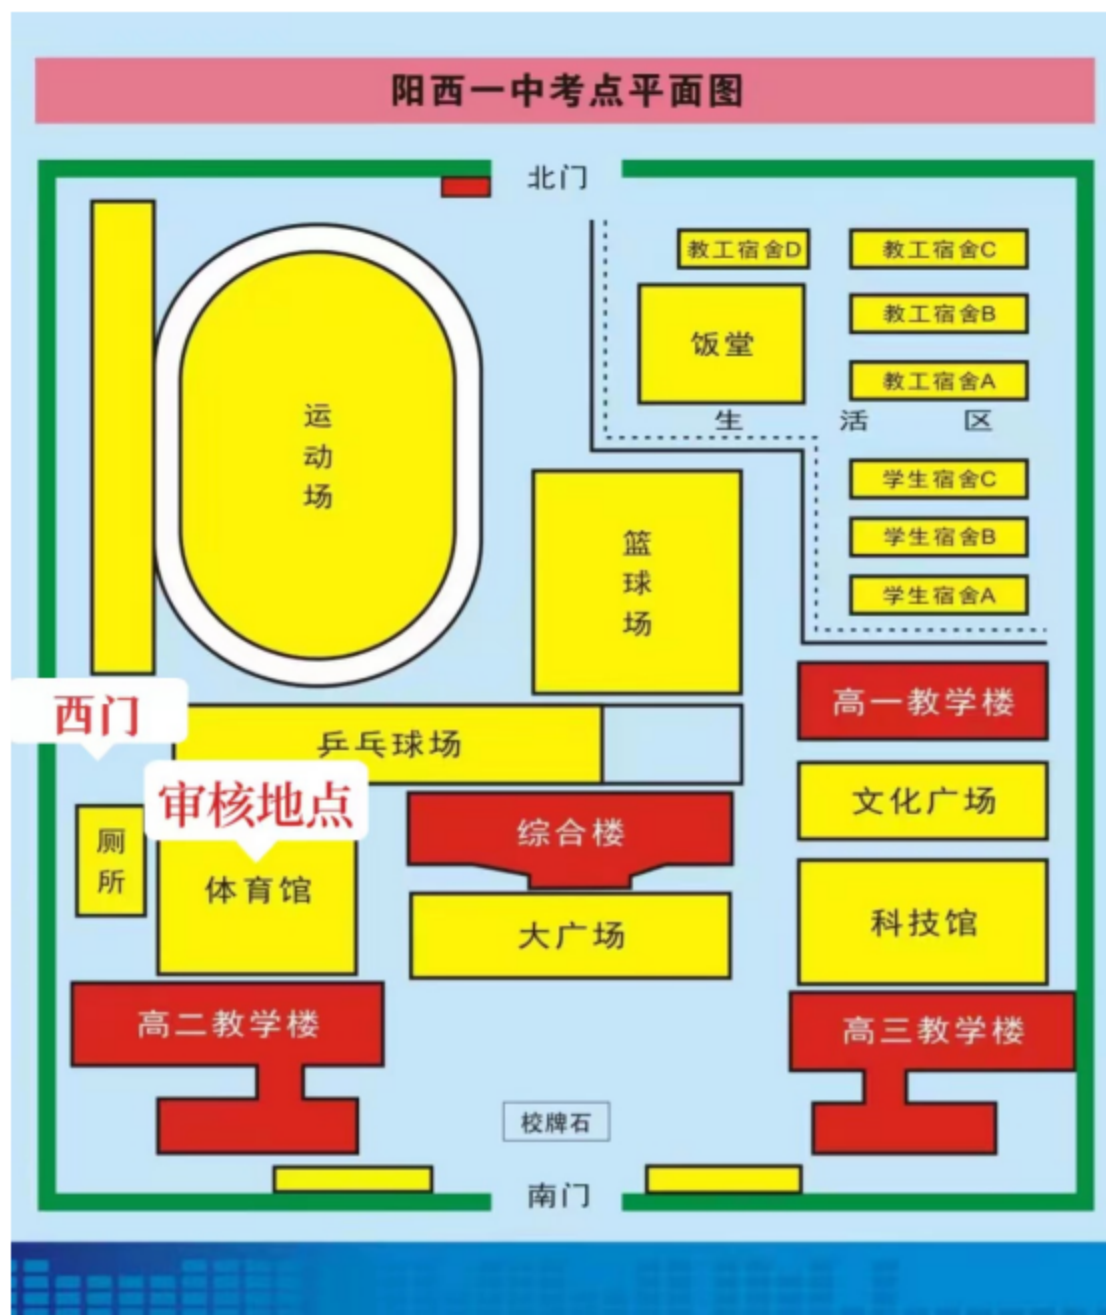 阳西一中考点平面图
北门
教工宿舍D
教工宿舍C
教工宿舍B
饭堂
教工宿舍A
生活区
运动场
学生宿舍C
学生宿舍B
学生宿舍A
篮球场
西门
高一教学楼
乒乓球场
审核地点
文化广场
综合楼
厕所
体育馆
大广场
科技馆
高二教学楼
高三教学楼
校牌石
南门